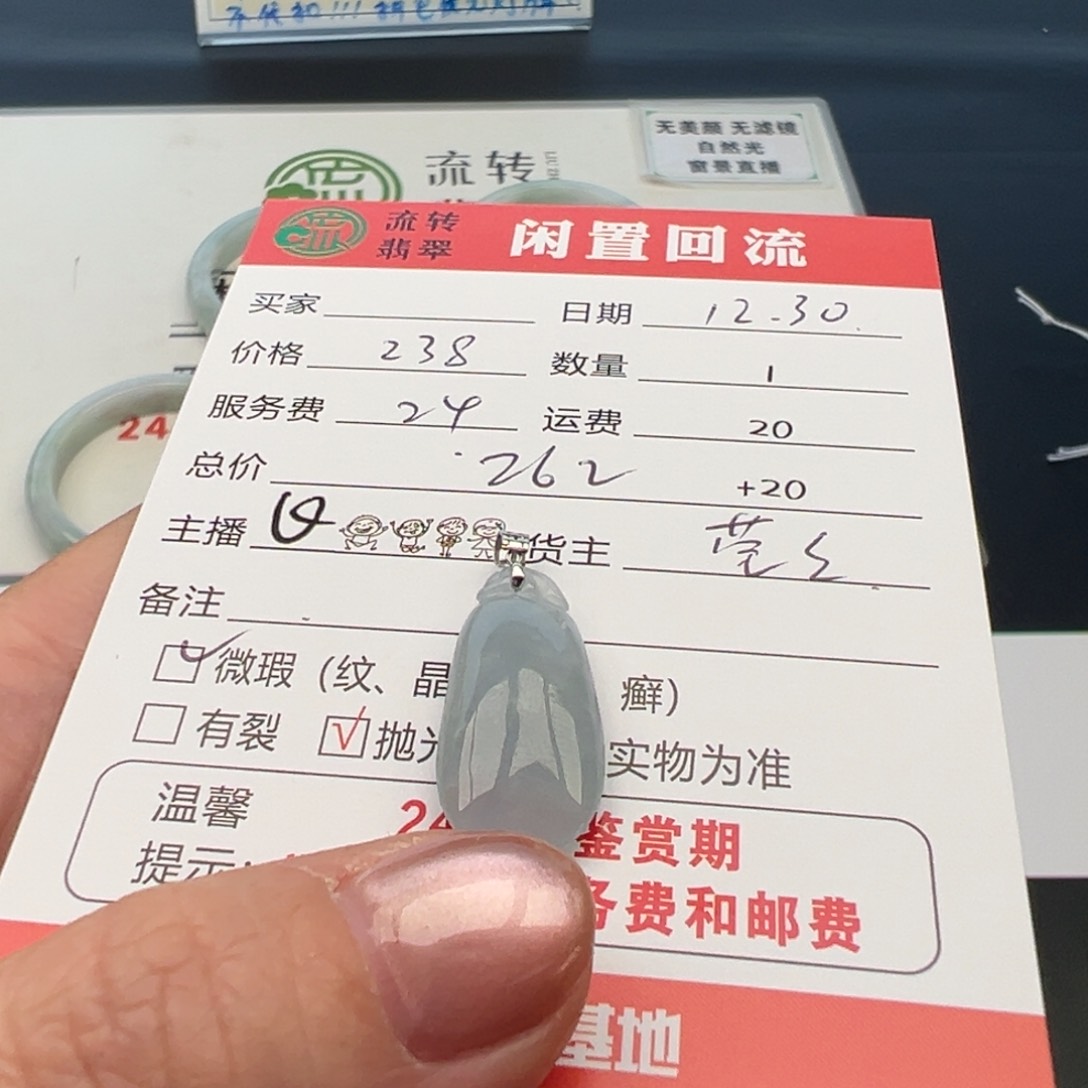 无美颜 无滤镜
自然光
窗景直播
流转
流转
翡翠
闲置回流
买家 日期 12.30
价格 238 数量 1
服务费 24 运费 20
总价 262 +20
主播 货主
备注
微瑕（纹、晶 癣）
有裂 抛光 实物为准
温馨
提示:
24 鉴赏期
务费和邮费
基地
24